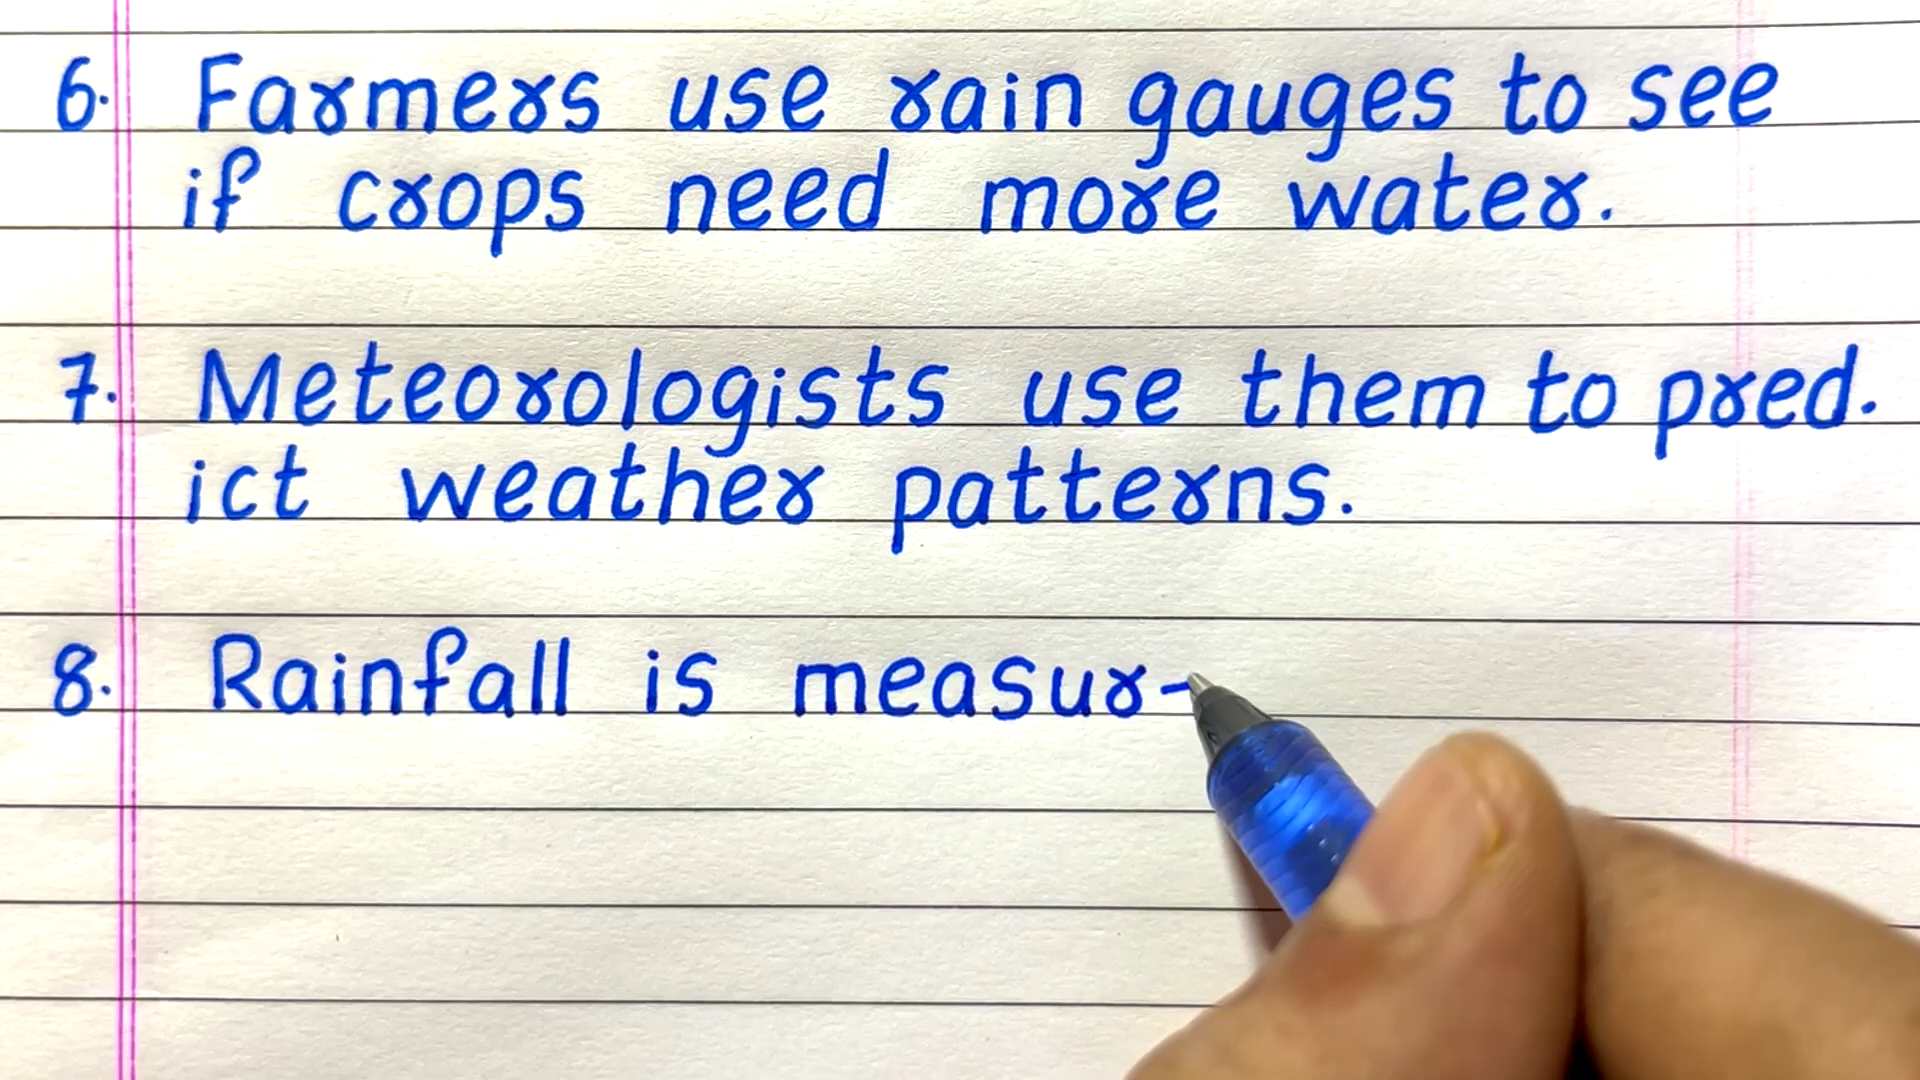 6. Farmers use rain gauges to see
if crops need more water.
7. Meteorologists use them to pred.
ict weather patterns.
8. Rainfall is measur-